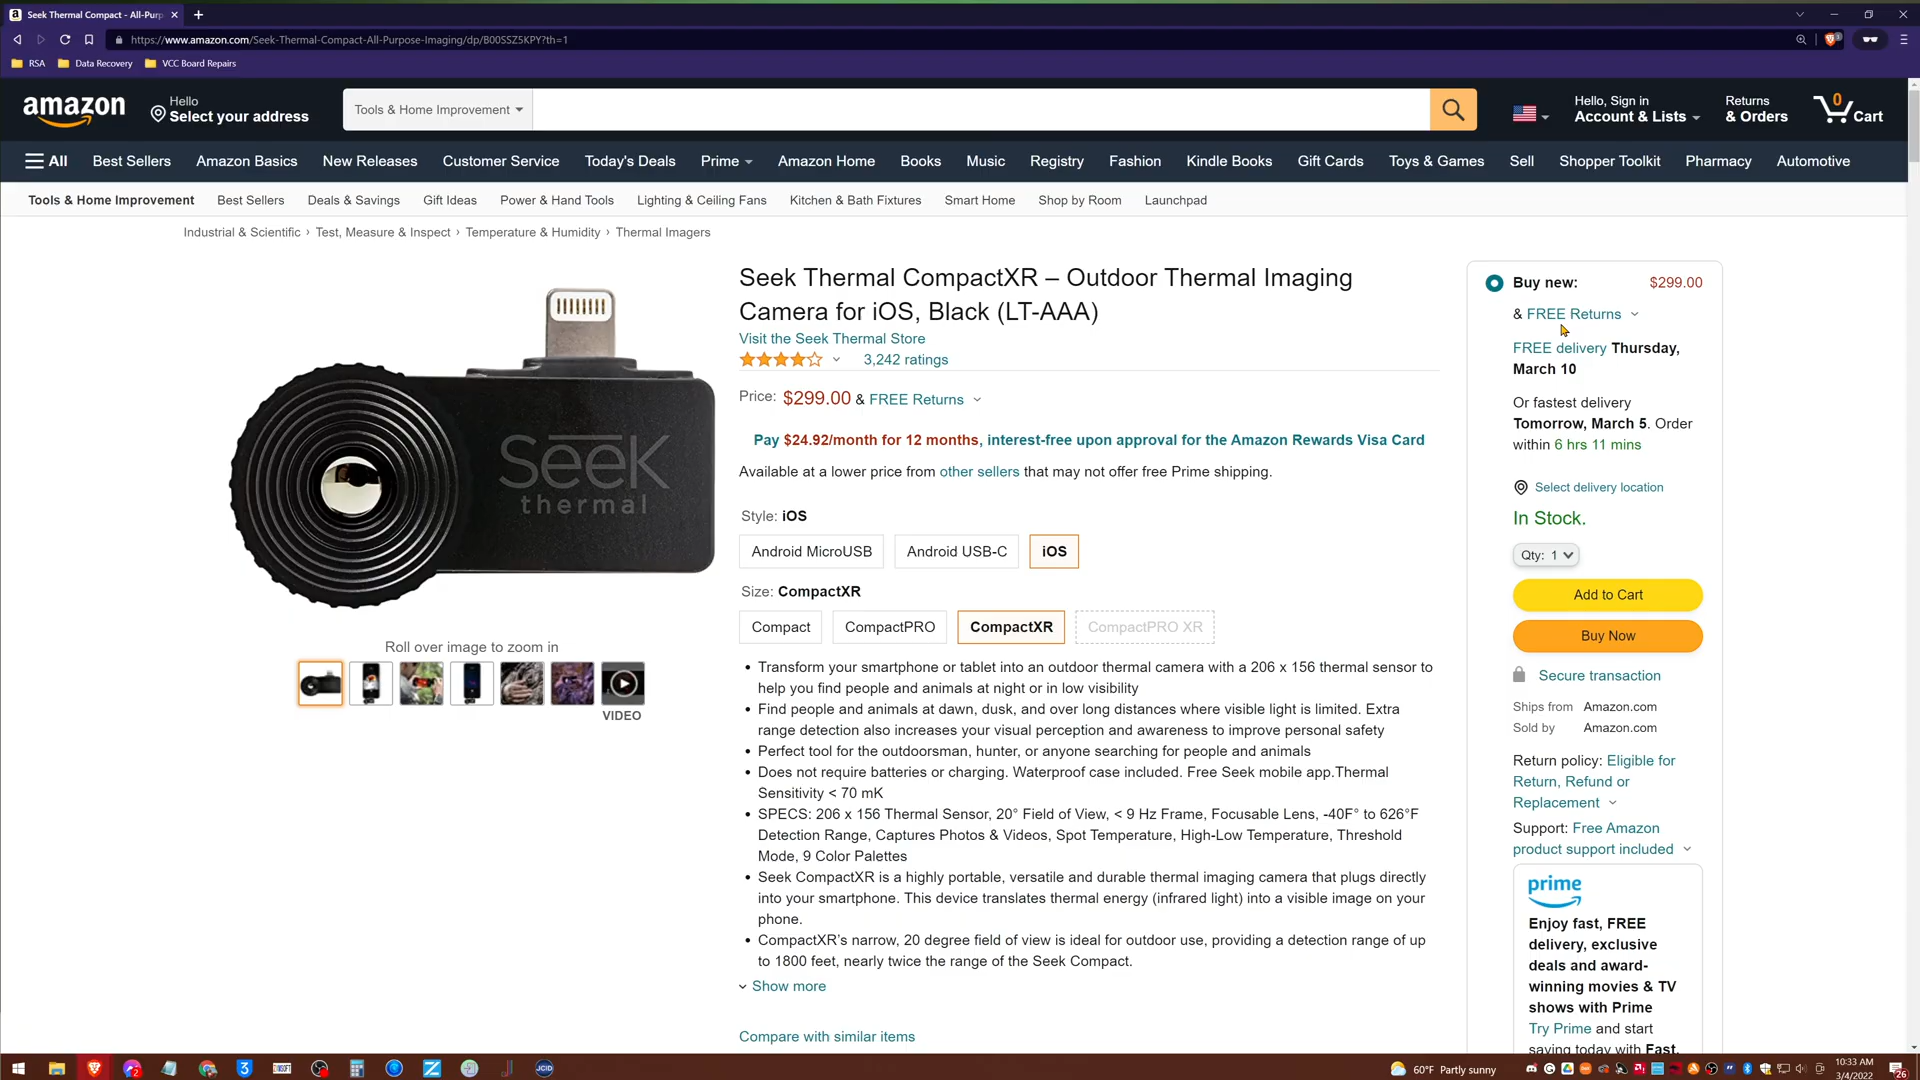 Seek Thermal Compact - All-Purp
https://www.amazon.com/Seek-Thermal-Compact-All-Purpose-Imaging/dp/B00SSZ5KPY?th=1
RSA Data Recovery VCC Board Repairs
amazon
Hello
Select your address
Tools & Home Improvement
Hello, Sign in
Account & Lists
Returns
& Orders
0
Cart
All Best Sellers Amazon Basics New Releases Customer Service Today's Deals Prime Amazon Home Books Music Registry Fashion Kindle Books Gift Cards Toys & Games Sell Shopper Toolkit Pharmacy Automotive
Tools & Home Improvement Best Sellers Deals & Savings Gift Ideas Power & Hand Tools Lighting & Ceiling Fans Kitchen & Bath Fixtures Smart Home Shop by Room Launchpad
Industrial & Scientific › Test, Measure & Inspect › Temperature & Humidity › Thermal Imagers
Seek
thermal
Roll over image to zoom in
VIDEO
Seek Thermal CompactXR – Outdoor Thermal Imaging
Camera for iOS, Black (LT-AAA)
Visit the Seek Thermal Store
3,242 ratings
Price: $299.00 & FREE Returns
Pay $24.92/month for 12 months, interest-free upon approval for the Amazon Rewards Visa Card
Available at a lower price from other sellers that may not offer free Prime shipping.
Style: iOS
Android MicroUSB Android USB-C iOS
Size: CompactXR
Compact CompactPRO CompactXR CompactPRO XR
• Transform your smartphone or tablet into an outdoor thermal camera with a 206 x 156 thermal sensor to
help you find people and animals at night or in low visibility
• Find people and animals at dawn, dusk, and over long distances where visible light is limited. Extra
range detection also increases your visual perception and awareness to improve personal safety
• Perfect tool for the outdoorsman, hunter, or anyone searching for people and animals
• Does not require batteries or charging. Waterproof case included. Free Seek mobile app.Thermal
Sensitivity < 70 mK
• SPECS: 206 x 156 Thermal Sensor, 20° Field of View, < 9 Hz Frame, Focusable Lens, -40F° to 626°F
Detection Range, Captures Photos & Videos, Spot Temperature, High-Low Temperature, Threshold
Mode, 9 Color Palettes
• Seek CompactXR is a highly portable, versatile and durable thermal imaging camera that plugs directly
into your smartphone. This device translates thermal energy (infrared light) into a visible image on your
phone.
• CompactXR's narrow, 20 degree field of view is ideal for outdoor use, providing a detection range of up
to 1800 feet, nearly twice the range of the Seek Compact.
Show more
Compare with similar items
Buy new: $299.00
& FREE Returns
FREE delivery Thursday,
March 10
Or fastest delivery
Tomorrow, March 5. Order
within 6 hrs 11 mins
Select delivery location
In Stock.
Qty: 1
Add to Cart
Buy Now
Secure transaction
Ships from Amazon.com
Sold by Amazon.com
Return policy: Eligible for
Return, Refund or
Replacement
Support: Free Amazon
product support included
prime
Enjoy fast, FREE
delivery, exclusive
deals and award-
winning movies & TV
shows with Prime
Try Prime and start
saving today with Fast,
60°F Partly sunny
10:33 AM
3/4/2022